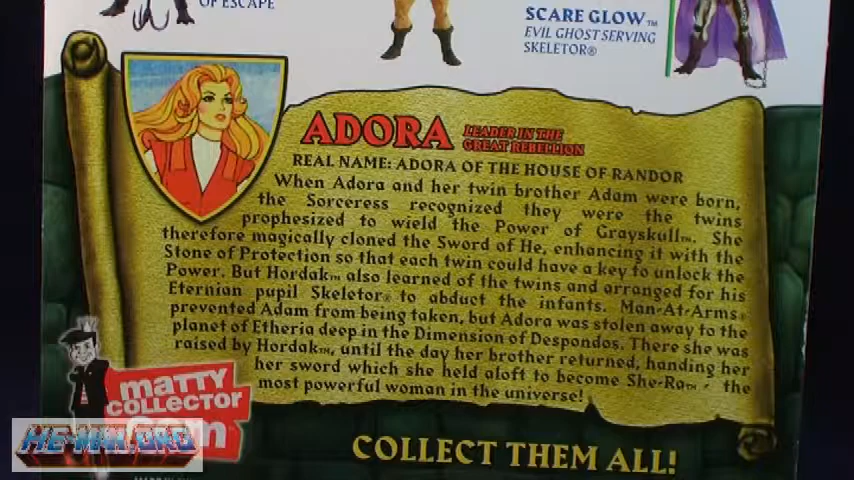 OF ESCAPE
SCARE GLOW™
EVIL GHOST SERVING
SKELETOR®
ADORA LEADER IN THE
GREAT REBELLION
REAL NAME: ADORA OF THE HOUSE OF RANDOR
When Adora and her twin brother Adam were born,
the Sorceress recognized they were the twins
prophesized to wield the Power of Grayskull™. She
therefore magically cloned the Sword of He, enhancing it with the
Stone of Protection so that each twin could have a key to unlock the
Power. But Hordak™ also learned of the twins and arranged for his
Eternian pupil Skeletor® to abduct the infants. Man-At-Arms®
prevented Adam from being taken, but Adora was stolen away to the
planet of Etheria deep in the Dimension of Despondos. There she was
raised by Hordak™, until the day her brother returned, handing her
her sword which she held aloft to become She-Ra™ - the
most powerful woman in the universe!
matty
COLLECTOR
HE-MAN.ORG
COLLECT THEM ALL!